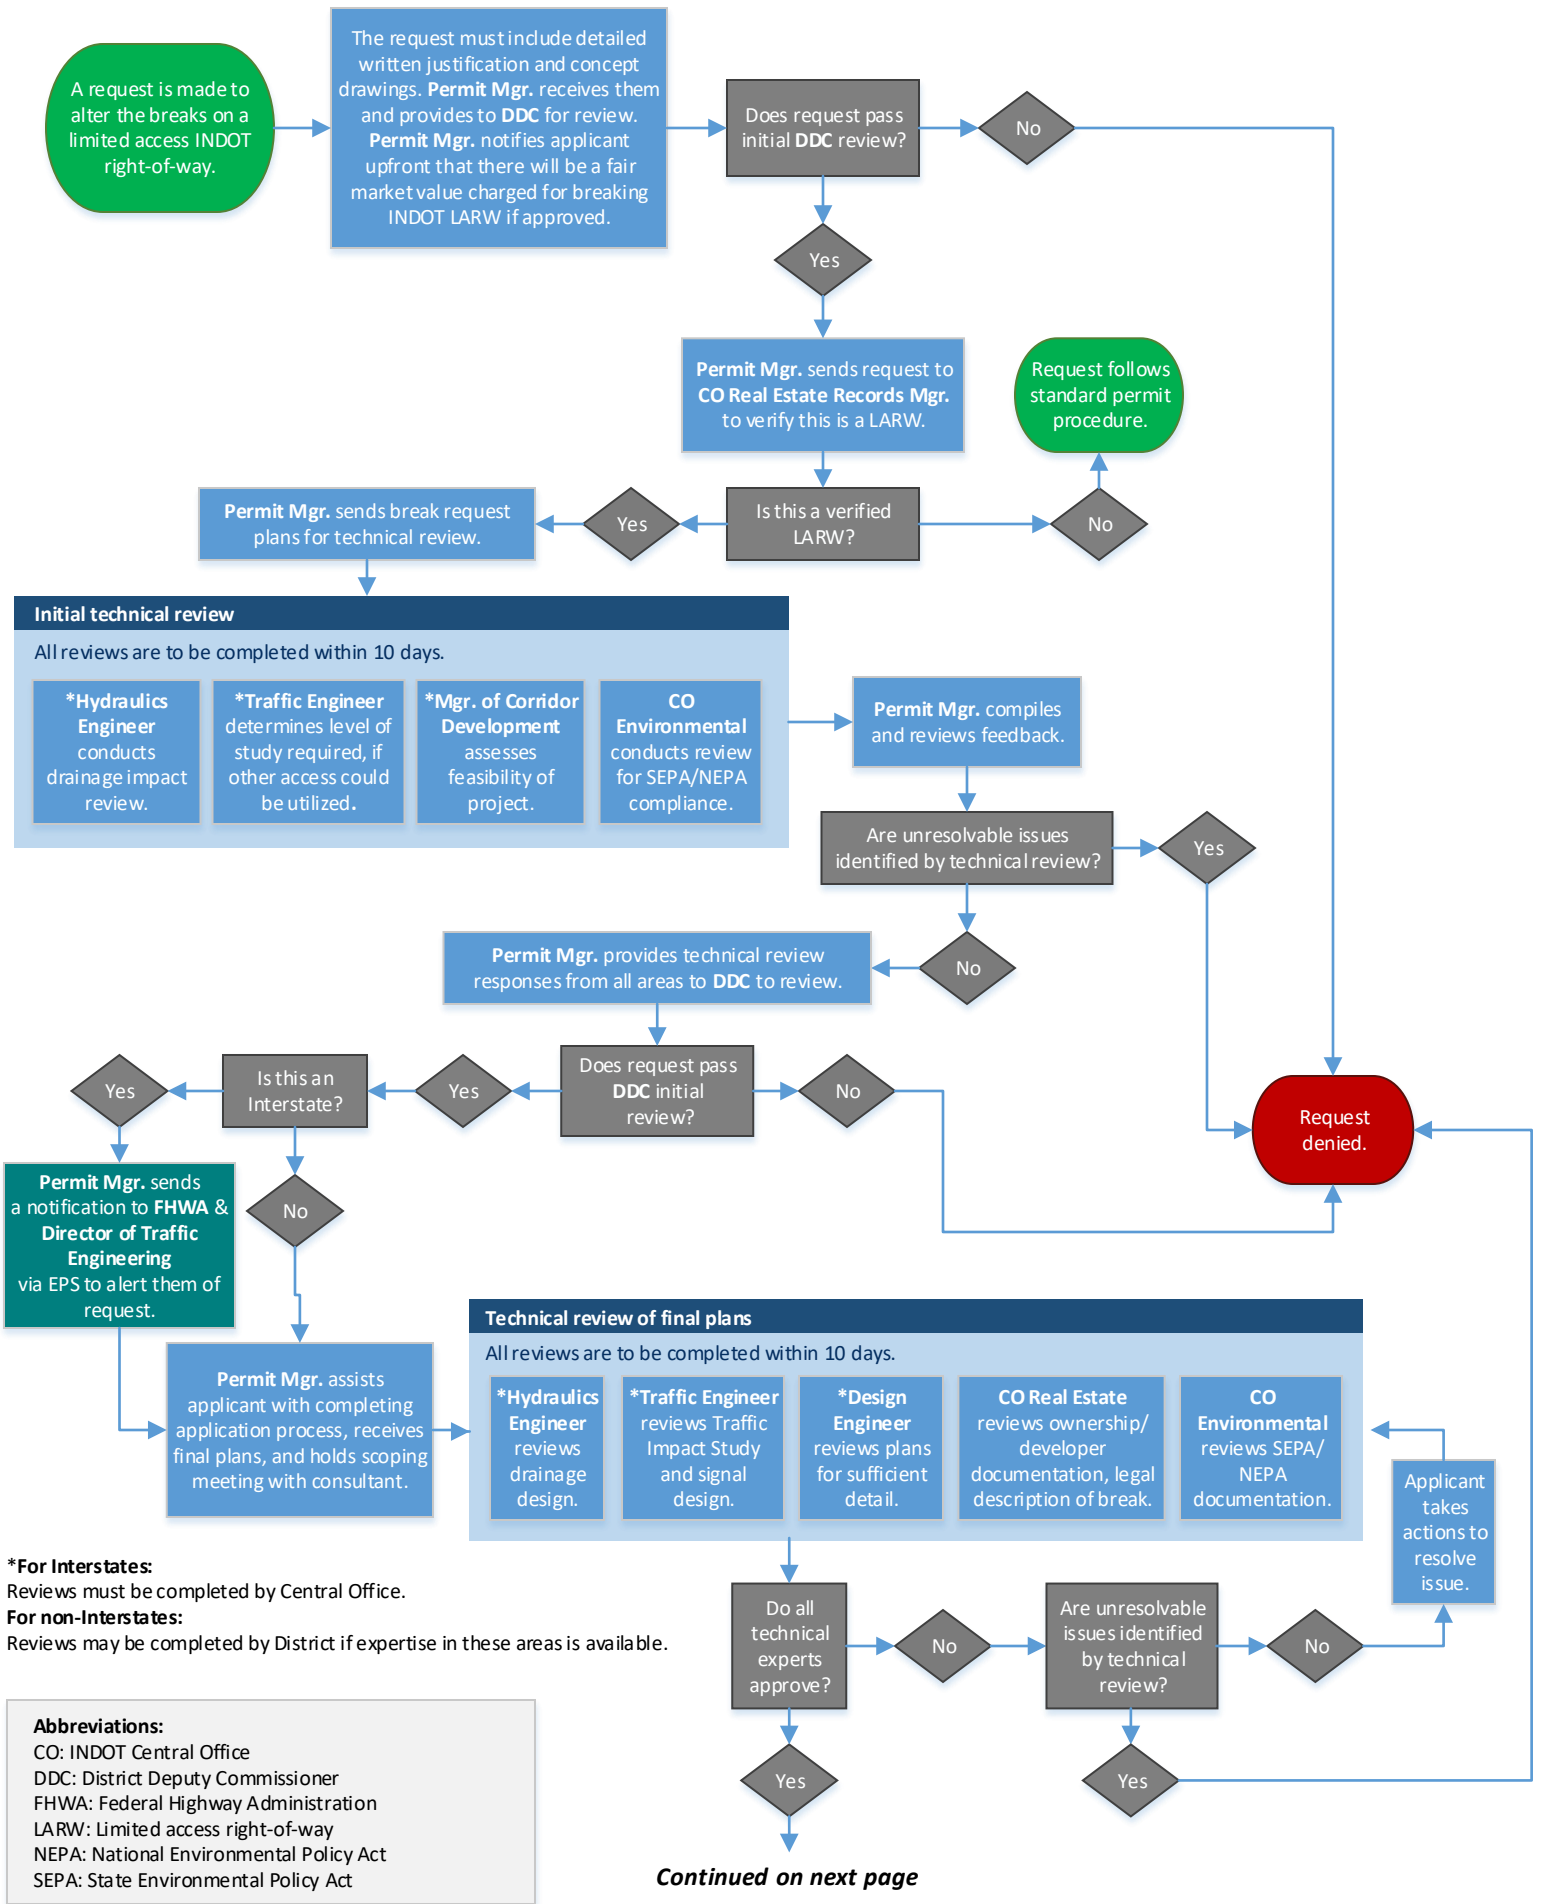 A request is made to
alter the breaks on a
limited access INDOT
right-of-way.
The request must include detailed
written justification and concept
drawings. Permit Mgr. receives them
and provides to DDC for review.
Permit Mgr. notifies applicant
upfront that there will be a fair
market value charged for breaking
INDOT LARW if approved.
Does request pass
initial DDC review?
No
Yes
Permit Mgr. sends request to
CO Real Estate Records Mgr.
to verify this is a LARW.
Request follows
standard permit
procedure.
Permit Mgr. sends break request
plans for technical review.
Yes
Is this a verified
LARW?
No
Initial technical review
All reviews are to be completed within 10 days.
*Hydraulics
Engineer
conducts
drainage impact
review.
*Traffic Engineer
determines level of
study required, if
other access could
be utilized.
*Mgr. of Corridor
Development
assesses
feasibility of
project.
CO
Environmental
conducts review
for SEPA/NEPA
compliance.
Permit Mgr. compiles
and reviews feedback.
Are unresolvable issues
identified by technical review?
Yes
No
Permit Mgr. provides technical review
responses from all areas to DDC to review.
Yes
Is this an
Interstate?
Yes
Does request pass
DDC initial
review?
No
Request
denied.
Permit Mgr. sends
a notification to FHWA &
Director of Traffic
Engineering
via EPS to alert them of
request.
No
Permit Mgr. assists
applicant with completing
application process, receives
final plans, and holds scoping
meeting with consultant.
Technical review of final plans
All reviews are to be completed within 10 days.
*Hydraulics
Engineer
reviews
drainage
design.
*Traffic Engineer
reviews Traffic
Impact Study
and signal
design.
*Design
Engineer
reviews plans
for sufficient
detail.
CO Real Estate
reviews ownership/
developer
documentation, legal
description of break.
CO
Environmental
reviews SEPA/
NEPA
documentation.
Applicant
takes
actions to
resolve
issue.
*For Interstates:
Reviews must be completed by Central Office.
For non-Interstates:
Reviews may be completed by District if expertise in these areas is available.
Do all
technical
experts
approve?
No
Are unresolvable
issues identified
by technical
review?
No
Yes
Yes
Abbreviations:
CO: INDOT Central Office
DDC: District Deputy Commissioner
FHWA: Federal Highway Administration
LARW: Limited access right-of-way
NEPA: National Environmental Policy Act
SEPA: State Environmental Policy Act
Continued on next page